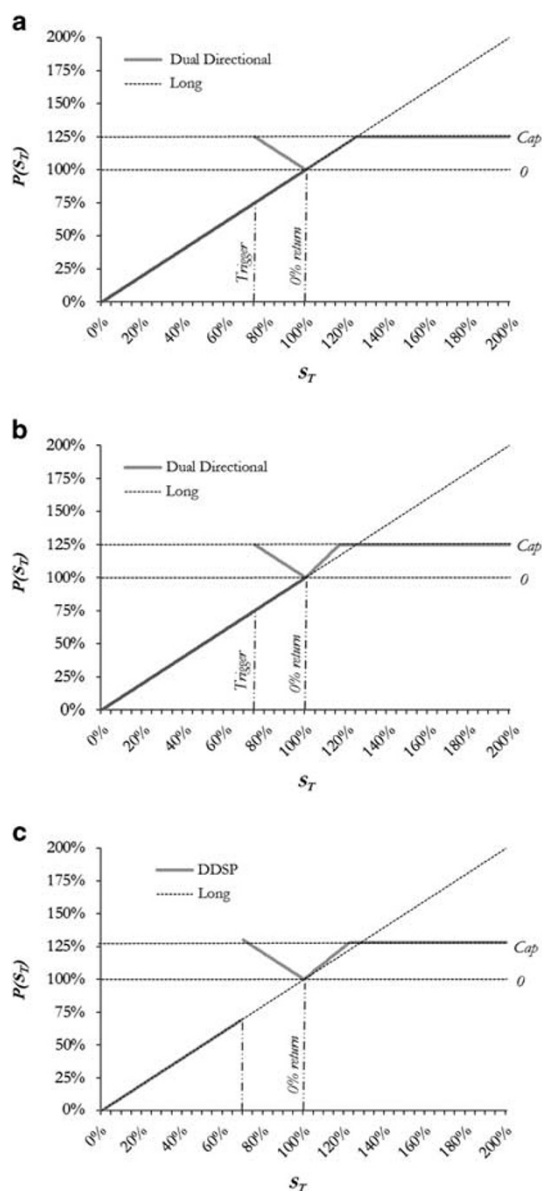 a
200%
Dual Directional
175%
Long
150%
125%
Cap
P(S_T)
100%
0
75%
50%
Trigger
0% return
25%
0%
0% 20% 40% 60% 80% 100% 120% 140% 160% 180% 200%
S_T
b
200%
Dual Directional
175%
Long
150%
125%
Cap
P(S_T)
100%
0
75%
50%
Trigger
0% return
25%
0%
0% 20% 40% 60% 80% 100% 120% 140% 160% 180% 200%
S_T
c
200%
DDSP
175%
Long
150%
125%
Cap
P(S_T)
100%
0
75%
50%
0% return
25%
0%
0% 20% 40% 60% 80% 100% 120% 140% 160% 180% 200%
S_T